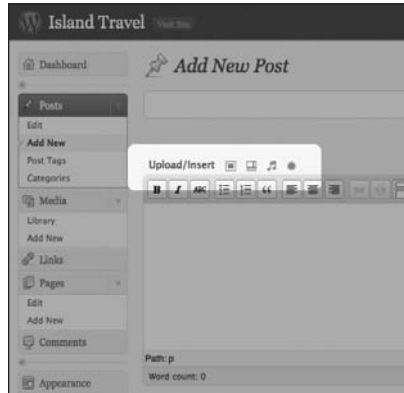 Island Travel Visit Site
Dashboard
Add New Post
Posts
Edit
Add New
Post Tags
Categories
Upload/Insert
B I ABC
Media
Library
Add New
Links
Pages
Edit
Add New
Comments
Path: p
Word count: 0
Appearance